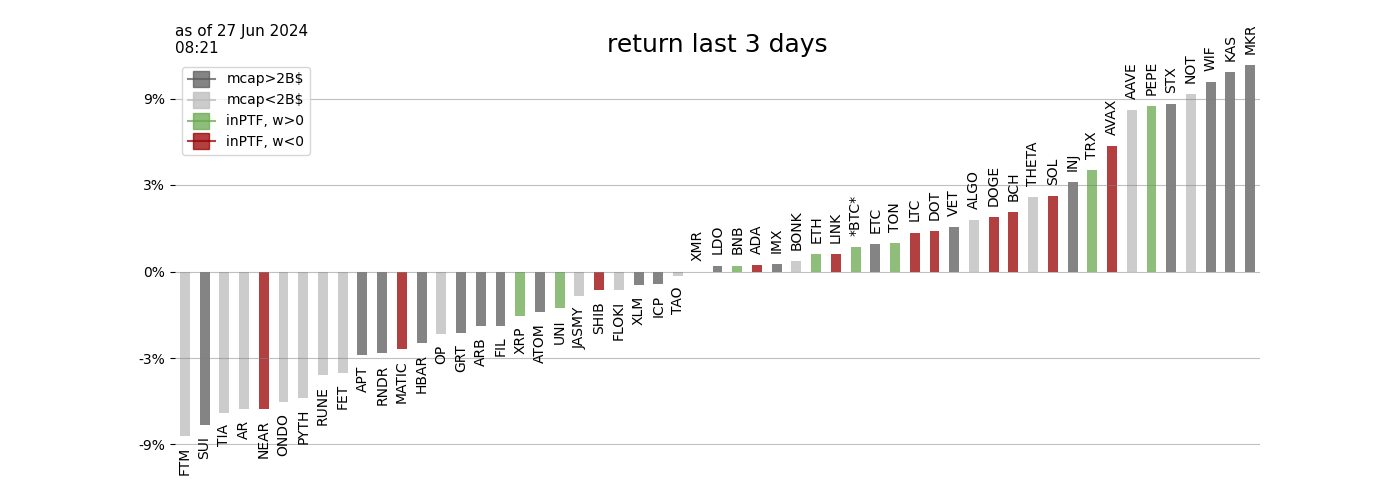 as of 27 Jun 2024
08:21
return last 3 days
mcap>2B$
mcap<2B$
inPTF, w>0
inPTF, w<0
9%
3%
0%
-3%
-9%
FTM
SUI
TIA
AR
NEAR
ONDO
PYTH
RUNE
FET
APT
RNDR
MATIC
HBAR
OP
GRT
ARB
FIL
XRP
ATOM
UNI
JASMY
SHIB
FLOKI
XLM
ICP
TAO
XMR
LDO
BNB
ADA
IMX
BONK
ETH
LINK
*BTC*
ETC
TON
LTC
DOT
VET
ALGO
DOGE
BCH
THETA
SOL
INJ
TRX
AVAX
AAVE
PEPE
STX
NOT
WIF
KAS
MKR